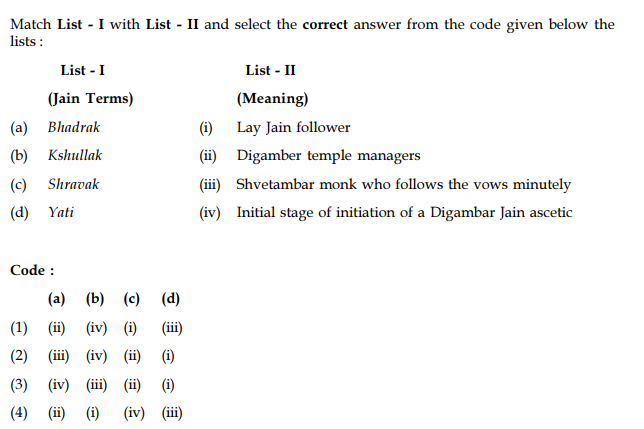 Match List - I with List - II and select the correct answer from the code given below the
lists :
List - I List - II
(Jain Terms) (Meaning)
(a) Bhadrak (i) Lay Jain follower
(b) Kshullak (ii) Digamber temple managers
(c) Shravak (iii) Shvetambar monk who follows the vows minutely
(d) Yati (iv) Initial stage of initiation of a Digambar Jain ascetic
Code :
(a) (b) (c) (d)
(1) (ii) (iv) (i) (iii)
(2) (iii) (iv) (ii) (i)
(3) (iv) (iii) (ii) (i)
(4) (ii) (i) (iv) (iii)